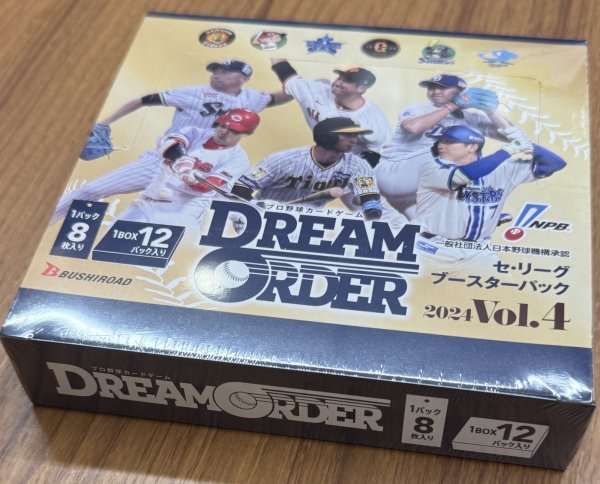 プロ野球カードゲーム
DREAM
ORDER
1パック
8
枚入り
1BOX12
パック入り
BUSHIROAD
NPB
一般社団法人日本野球機構承認
セ・リーグ
ブースターパック
2024 Vol.4
プロ野球カードゲーム
DREAM ORDER
1パック
8
枚入り
1BOX 12
パック入り